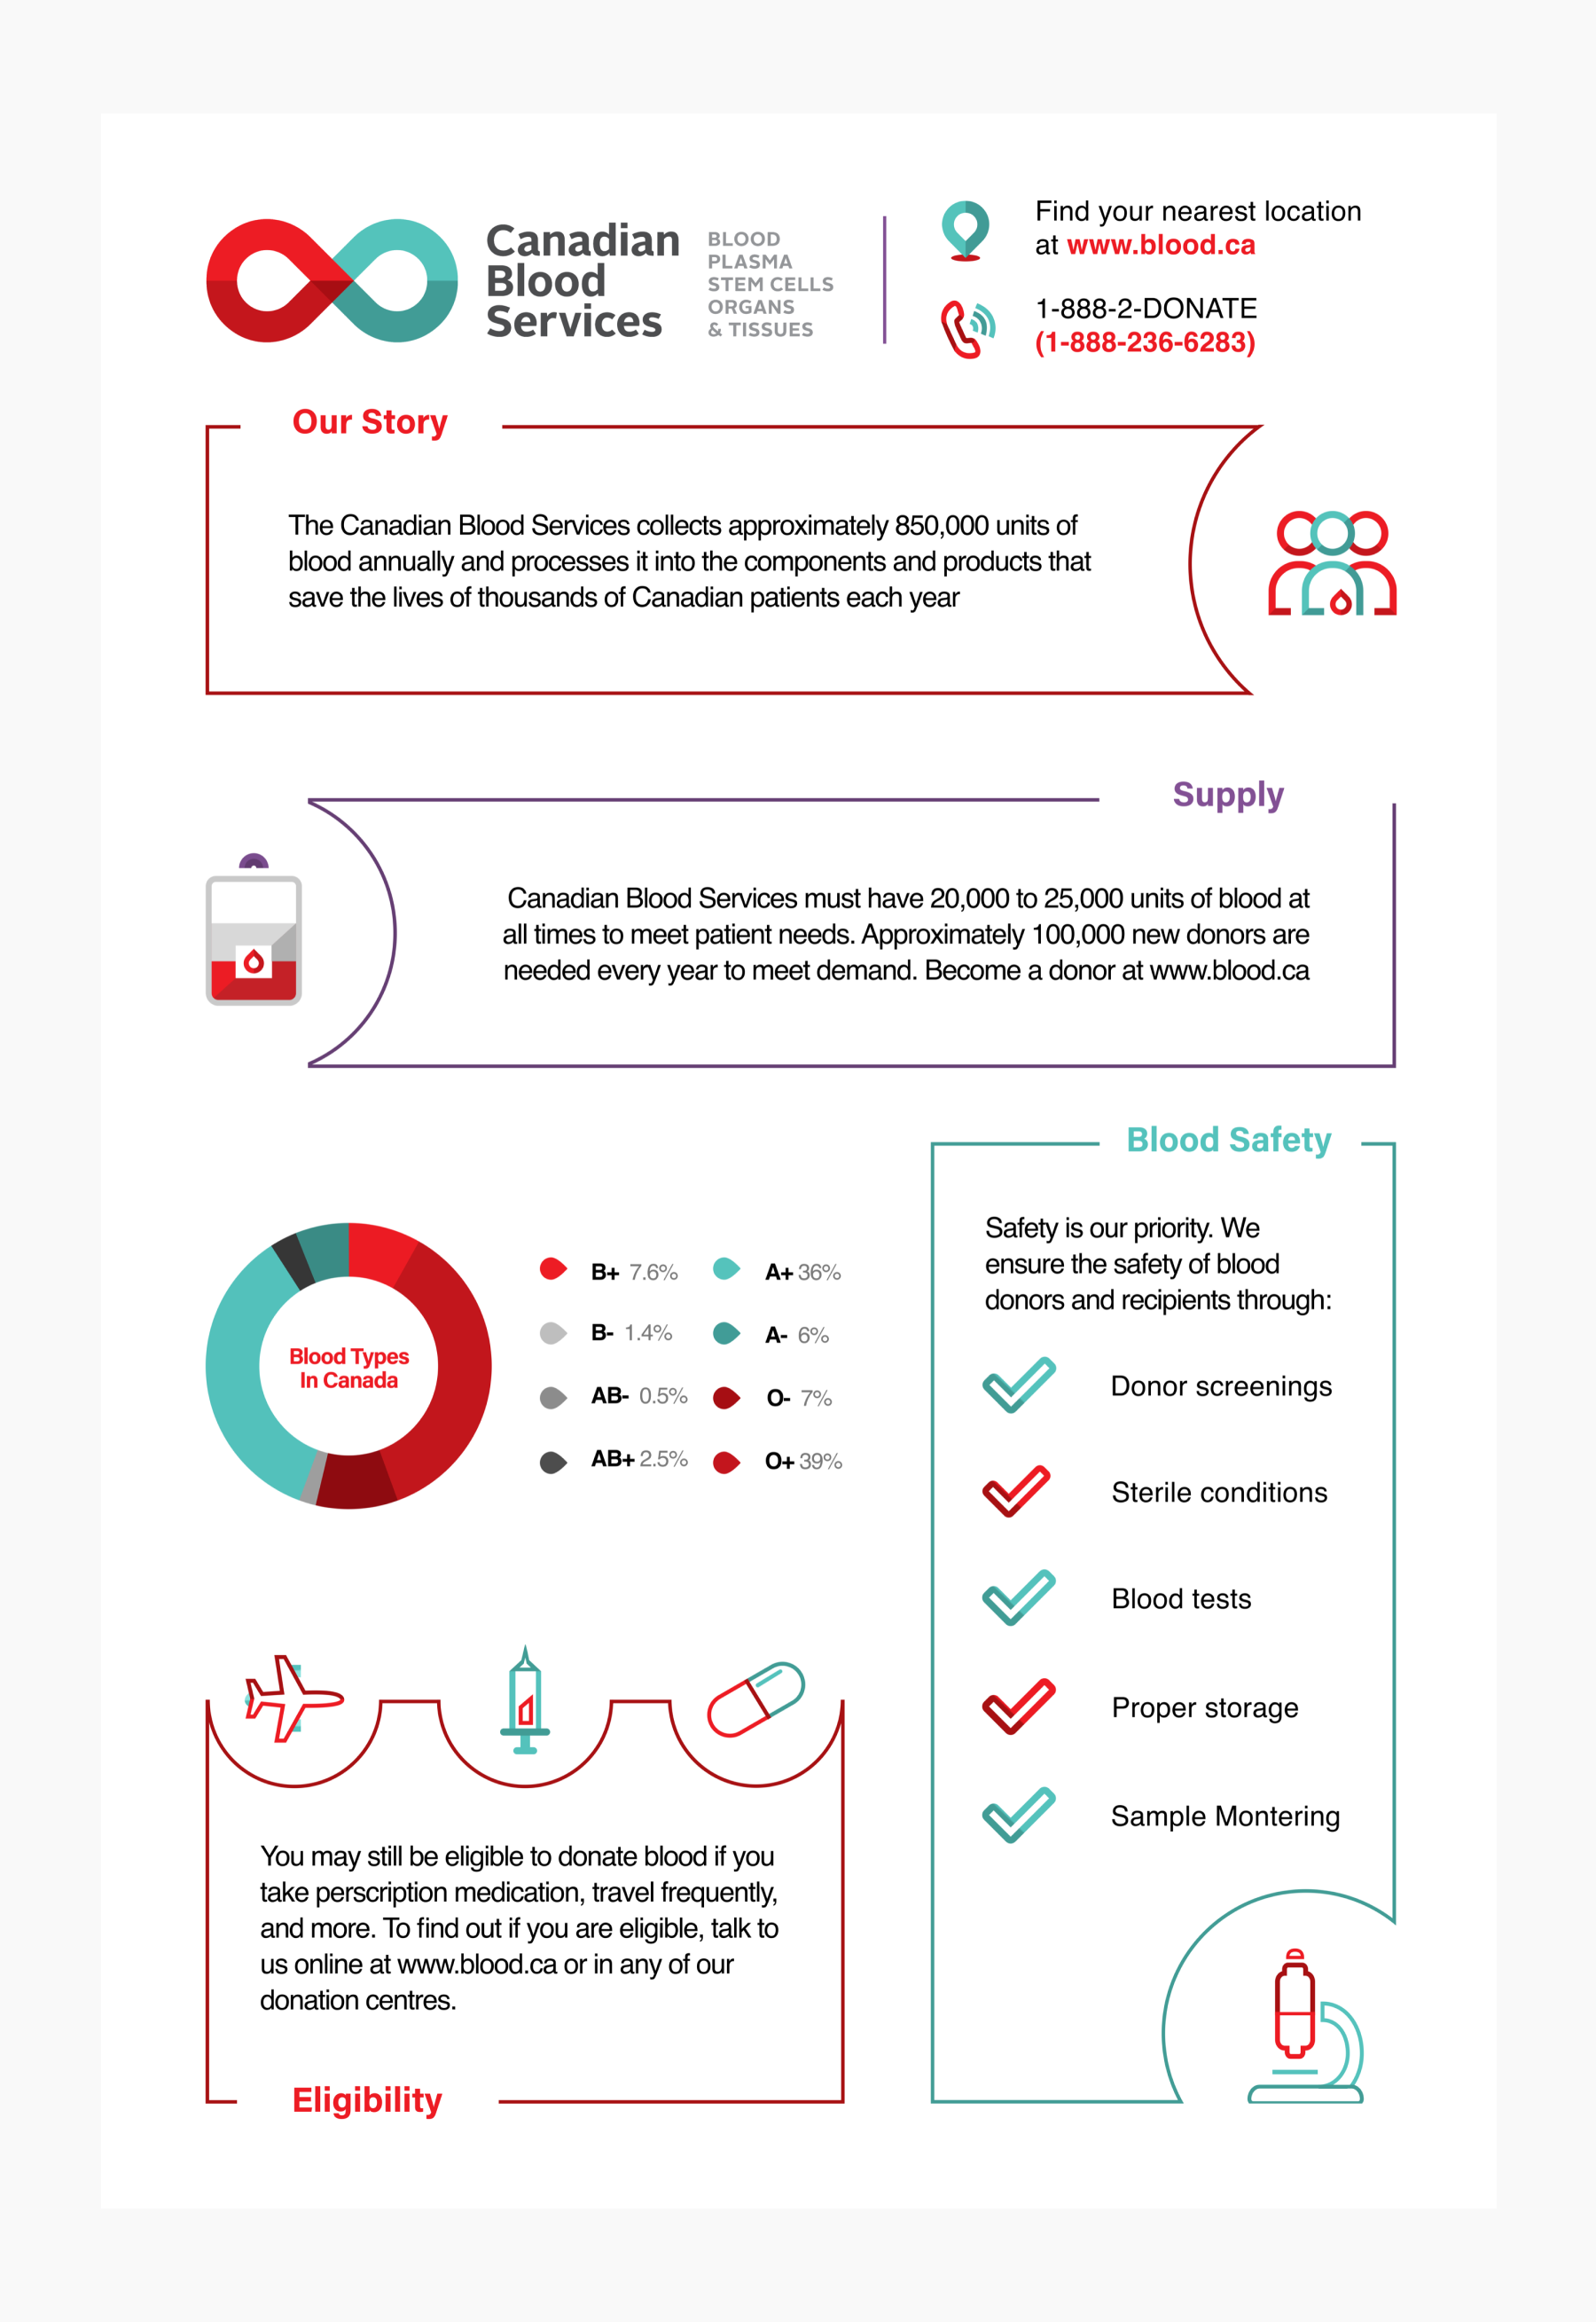 Canadian
Blood
Services
BLOOD
PLASMA
STEM CELLS
ORGANS
& TISSUES
Find your nearest location
at www.blood.ca
1-888-2-DONATE
(1-888-236-6283)
Our Story
The Canadian Blood Services collects approximately 850,000 units of
blood annually and processes it into the components and products that
save the lives of thousands of Canadian patients each year
Supply
Canadian Blood Services must have 20,000 to 25,000 units of blood at
all times to meet patient needs. Approximately 100,000 new donors are
needed every year to meet demand. Become a donor at www.blood.ca
Blood Types
In Canada
B+ 7.6%
A+ 36%
B- 1.4%
A- 6%
AB- 0.5%
O- 7%
AB+ 2.5%
O+ 39%
Blood Safety
Safety is our priority. We
ensure the safety of blood
donors and recipients through:
Donor screenings
Sterile conditions
Blood tests
Proper storage
Sample Montering
You may still be eligible to donate blood if you
take perscription medication, travel frequently,
and more. To find out if you are eligible, talk to
us online at www.blood.ca or in any of our
donation centres.
Eligibility